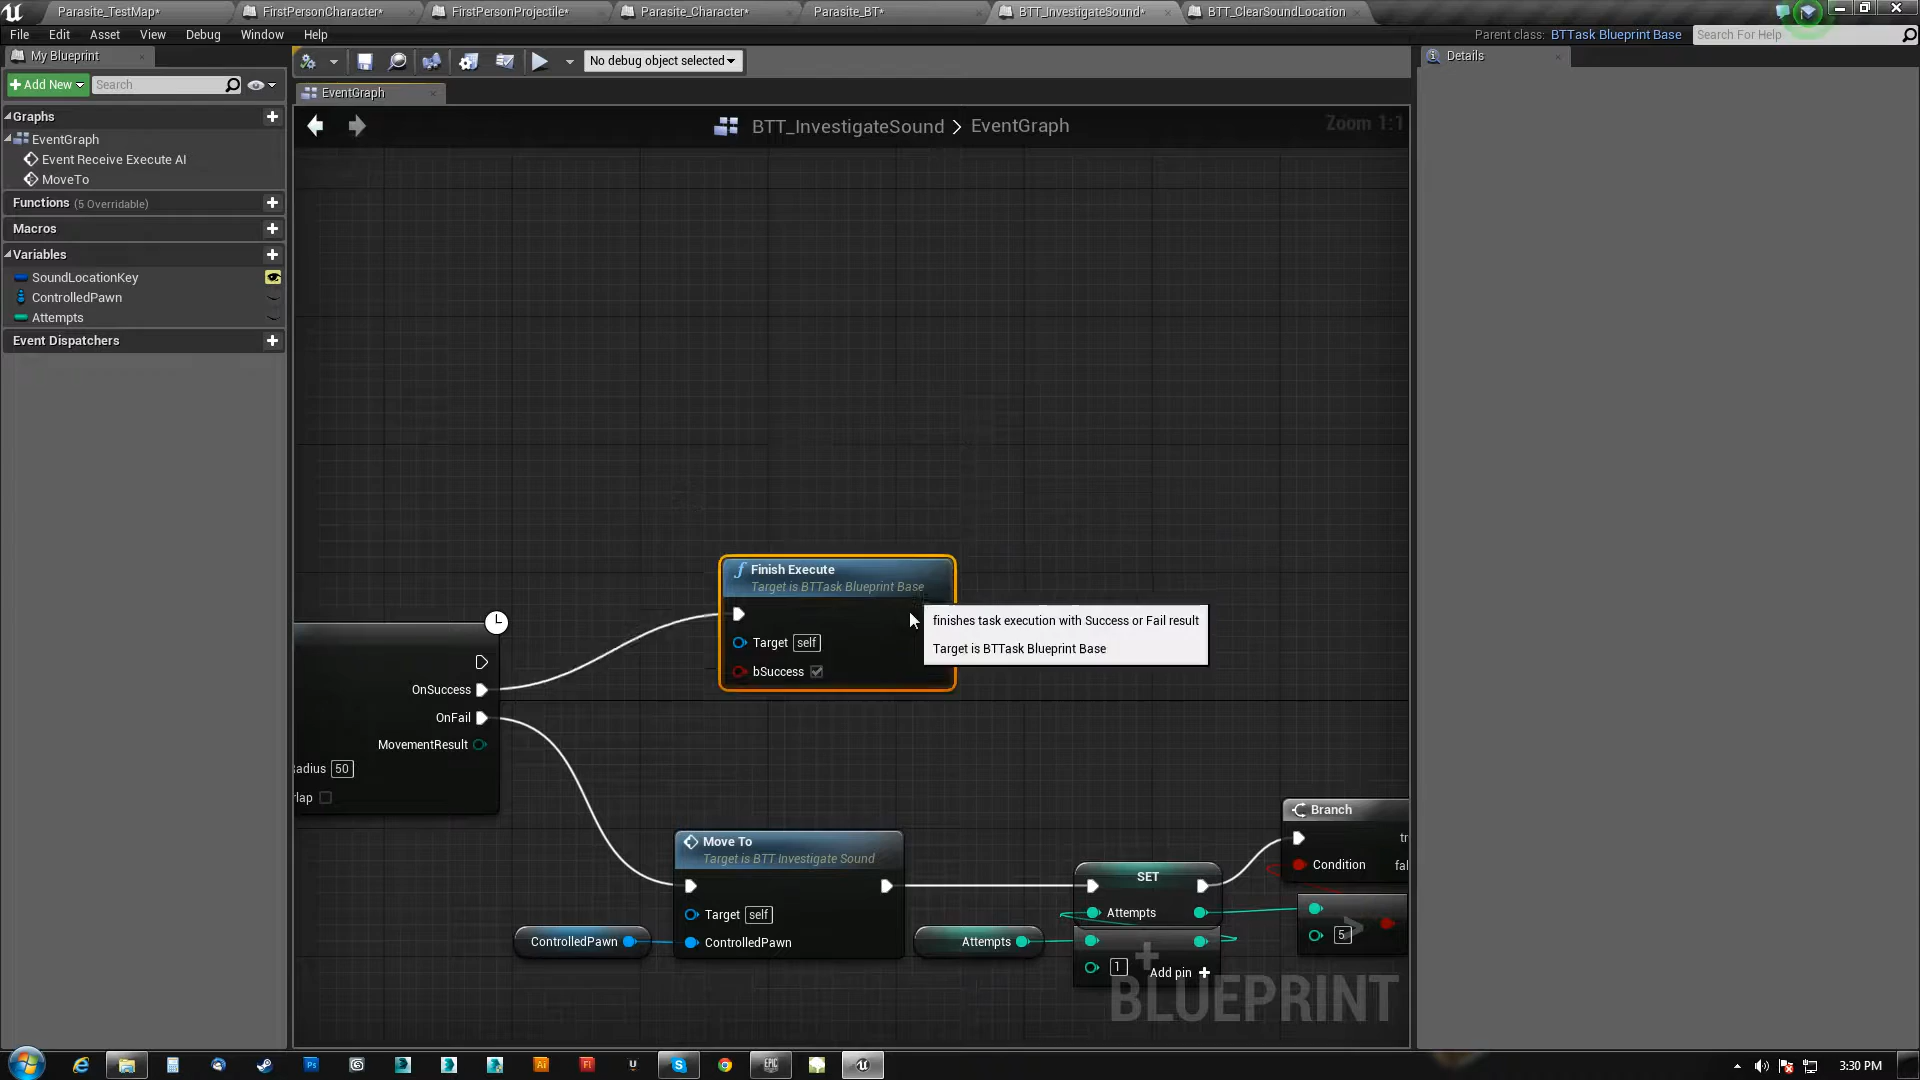 Parasite_TestMap*
FirstPersonCharacter*
FirstPersonProjectile*
Parasite_Character*
Parasite_BT*
BTT_InvestigateSound*
BTT_ClearSoundLocation
File Edit Asset View Debug Window Help
Parent class: BTTask Blueprint Base
Search For Help
My Blueprint
Add New
Search
No debug object selected
Details
EventGraph
BTT_InvestigateSound > EventGraph
Zoom 1:1
Graphs
EventGraph
Event Receive Execute AI
MoveTo
Functions (5 Overridable)
Macros
Variables
SoundLocationKey
ControlledPawn
Attempts
Event Dispatchers
f Finish Execute
Target is BTTask Blueprint Base
Target self
bSuccess
finishes task execution with Success or Fail result
Target is BTTask Blueprint Base
OnSuccess
OnFail
MovementResult
adius 50
lap
Move To
Target is BTT Investigate Sound
Target self
ControlledPawn
ControlledPawn
Attempts
SET
Attempts
1
Add pin +
Branch
Condition
tr
fal
5
BLUEPRINT
3:30 PM